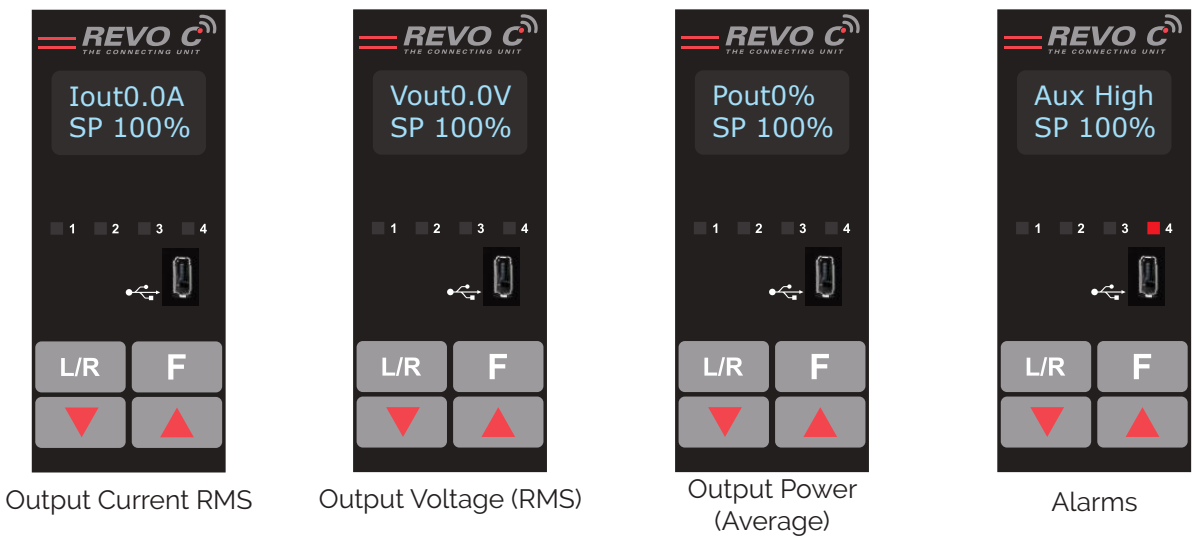 REVO C
THE CONNECTING UNIT
Iout0.0A
SP 100%
1 2 3 4
L/R F
Output Current RMS
REVO C
THE CONNECTING UNIT
Vout0.0V
SP 100%
1 2 3 4
L/R F
Output Voltage (RMS)
REVO C
THE CONNECTING UNIT
Pout0%
SP 100%
1 2 3 4
L/R F
Output Power
(Average)
REVO C
THE CONNECTING UNIT
Aux High
SP 100%
1 2 3 4
L/R F
Alarms